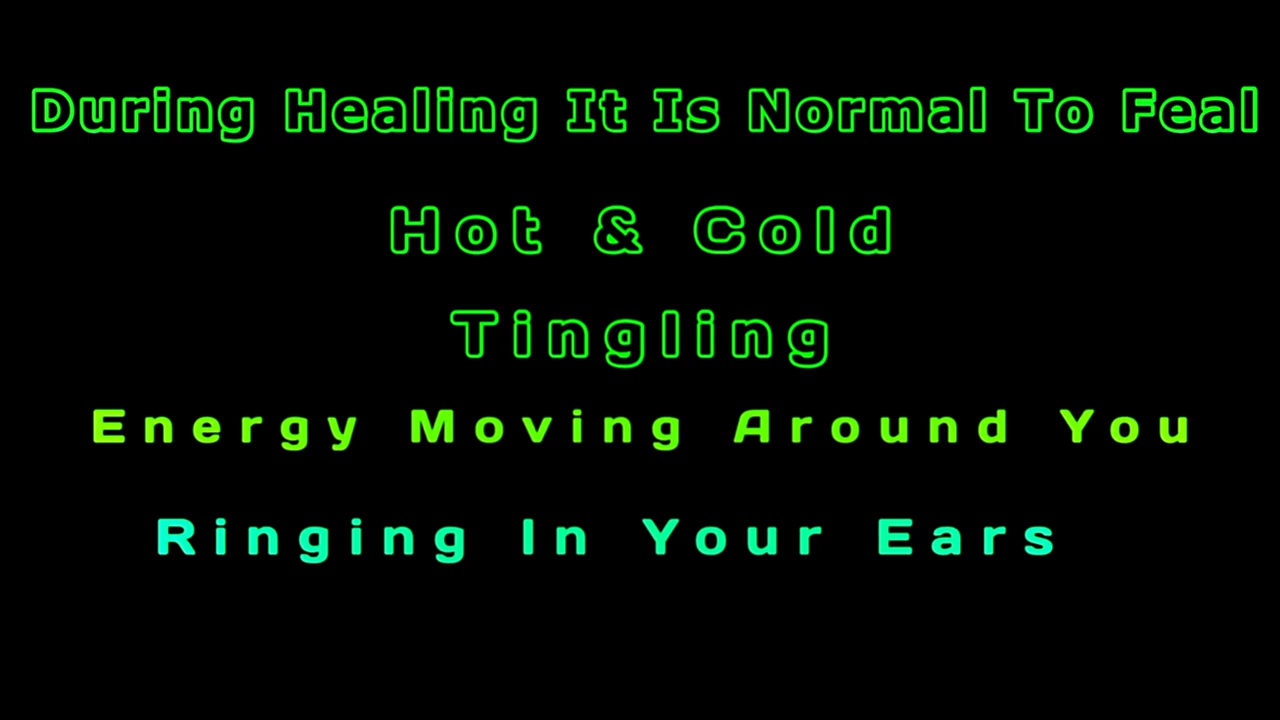 During Healing It Is Normal To Feal
Hot & Cold
Tingling
Energy Moving Around You
Ringing In Your Ears